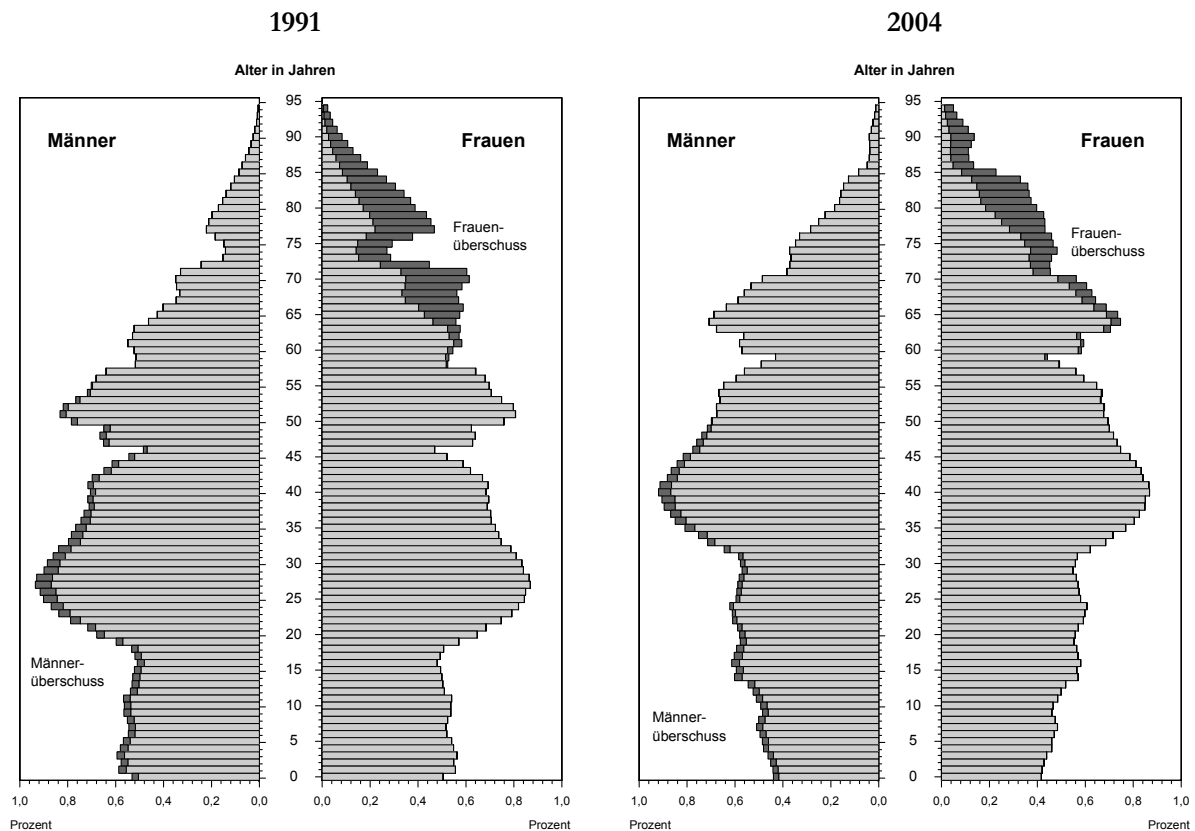 1991
2004
Alter in Jahren
Alter in Jahren
Männer
Frauen
Frauen-
überschuss
Männer-
überschuss
95
90
85
80
75
70
65
60
55
50
45
40
35
30
25
20
15
10
5
0
1,0 0,8 0,6 0,4 0,2 0,0 0,0 0,2 0,4 0,6 0,8 1,0
Prozent Prozent
Männer
Frauen
Frauen-
überschuss
Männer-
überschuss
95
90
85
80
75
70
65
60
55
50
45
40
35
30
25
20
15
10
5
0
1,0 0,8 0,6 0,4 0,2 0,0 0,0 0,2 0,4 0,6 0,8 1,0
Prozent Prozent